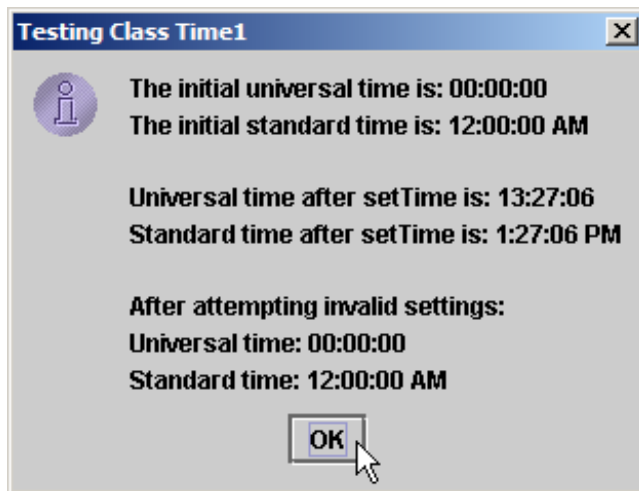 Testing Class Time1
The initial universal time is: 00:00:00
The initial standard time is: 12:00:00 AM
Universal time after setTime is: 13:27:06
Standard time after setTime is: 1:27:06 PM
After attempting invalid settings:
Universal time: 00:00:00
Standard time: 12:00:00 AM
OK